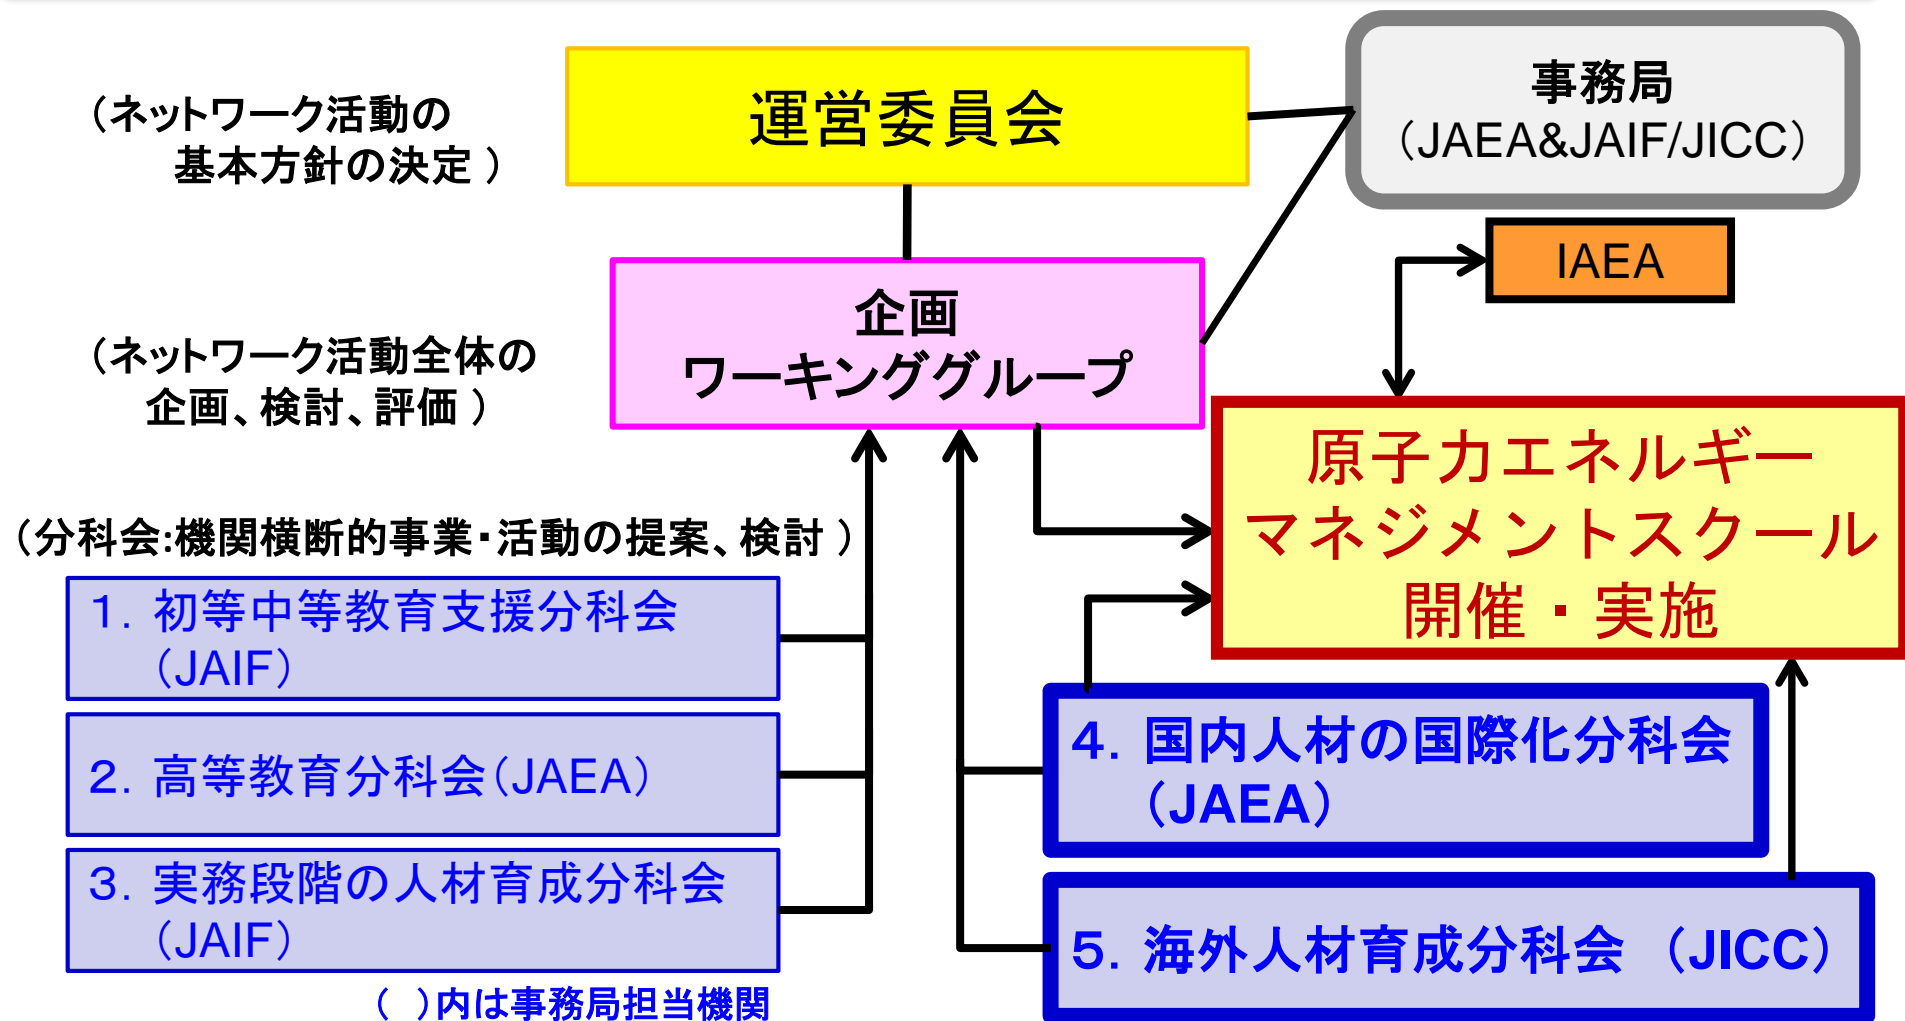 (ネットワーク活動の
基本方針の決定 )
運営委員会
事務局
(JAEA&JAIF/JICC)
IAEA
(ネットワーク活動全体の
企画、検討、評価 )
企画
ワーキンググループ
原子力エネルギー
マネジメントスクール
開催・実施
(分科会:機関横断的事業・活動の提案、検討 )
1. 初等中等教育支援分科会
(JAIF)
2. 高等教育分科会(JAEA)
3. 実務段階の人材育成分科会
(JAIF)
4. 国内人材の国際化分科会
(JAEA)
5. 海外人材育成分科会 (JICC)
( )内は事務局担当機関